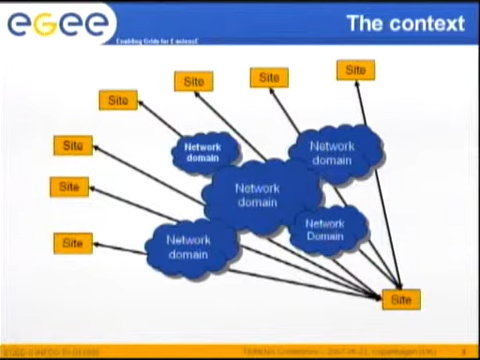 eGee
The context
Enabling Grids for E-sciencE
Site
Site
Site
Site
Site
Network
domain
Network
domain
Site
Network
domain
Network
Domain
Site
Network
domain
Site